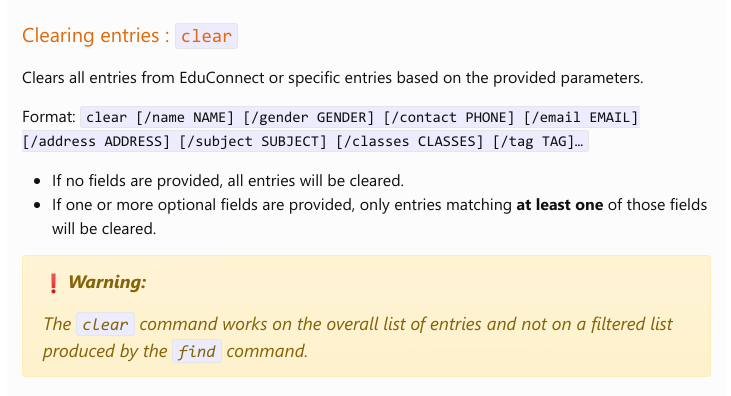 Clearing entries : clear
Clears all entries from EduConnect or specific entries based on the provided parameters.
Format: clear [/name NAME] [/gender GENDER] [/contact PHONE] [/email EMAIL]
[/address ADDRESS] [/subject SUBJECT] [/classes CLASSES] [/tag TAG]…
• If no fields are provided, all entries will be cleared.
• If one or more optional fields are provided, only entries matching at least one of those fields
will be cleared.
❗ Warning:
The clear command works on the overall list of entries and not on a filtered list
produced by the find command.